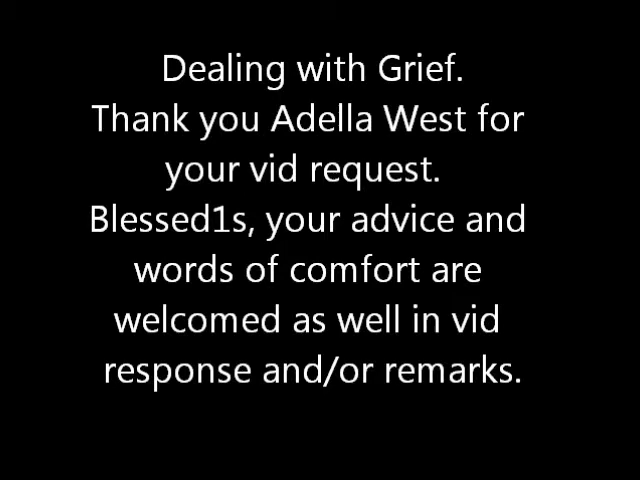 Dealing with Grief.
Thank you Adella West for
your vid request.
Blessed1s, your advice and
words of comfort are
welcomed as well in vid
response and/or remarks.